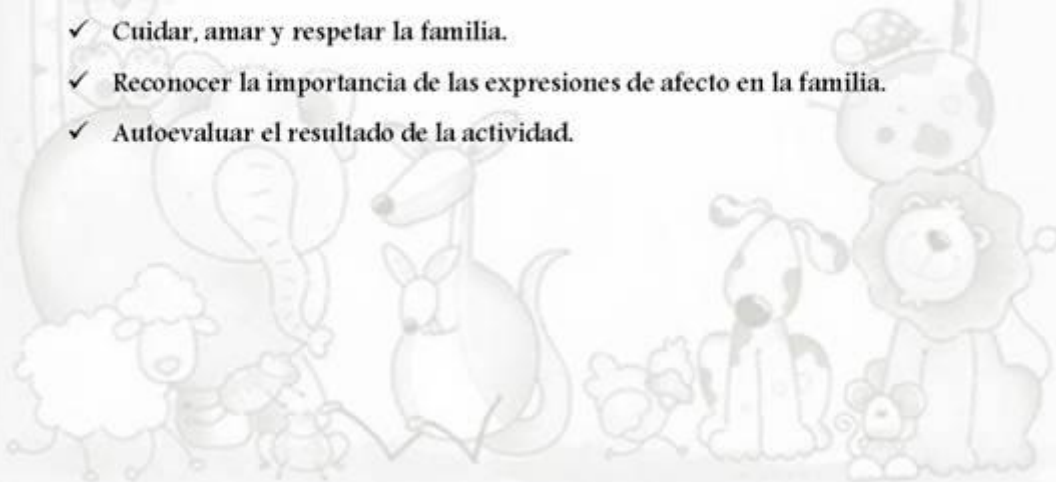 ✓ Cuidar, amar y respetar la familia.
✓ Reconocer la importancia de las expresiones de afecto en la familia.
✓ Autoevaluar el resultado de la actividad.